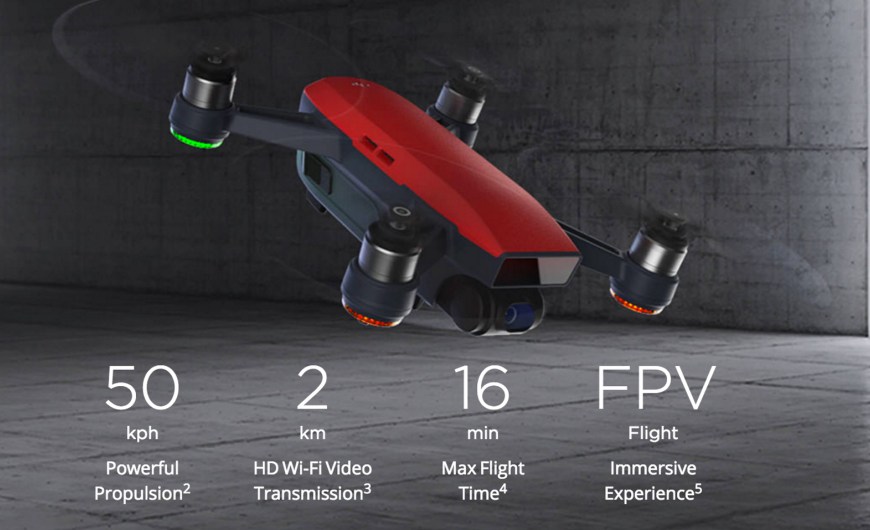 50 2 16 FPV
kph km min Flight
Powerful HD Wi-Fi Video Max Flight Immersive
Propulsion2 Transmission3 Time4 Experience5